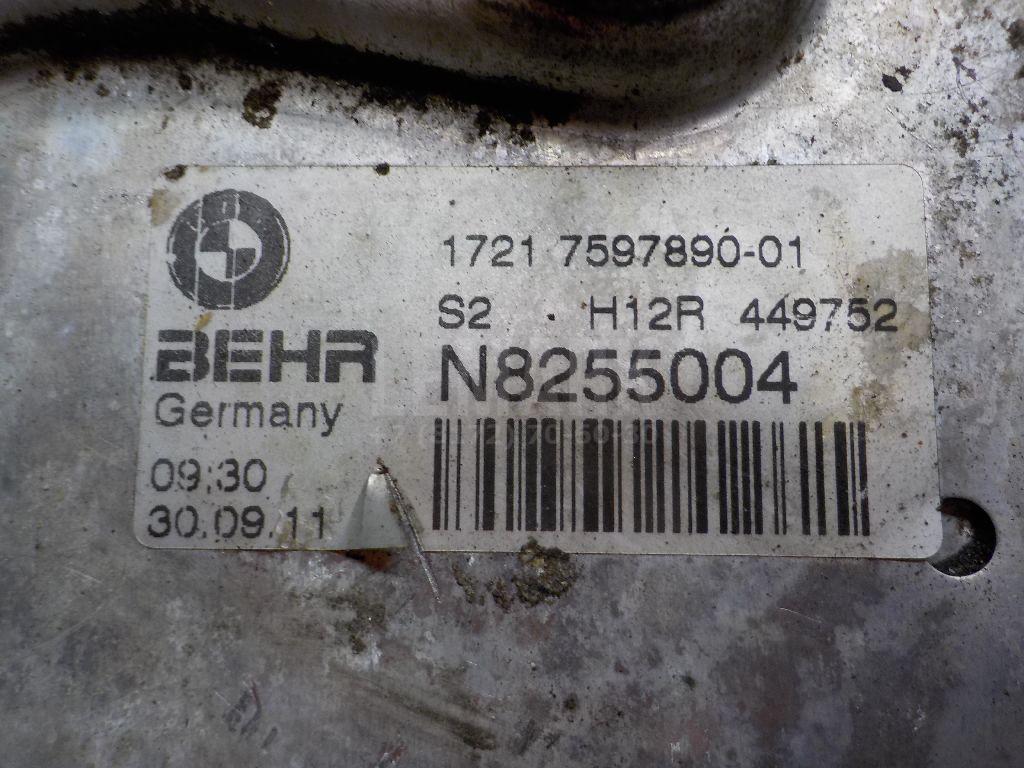 1721 7597890-01
S2 H12R 449752
BEHR
N8255004
Germany
09:30
30.09.11